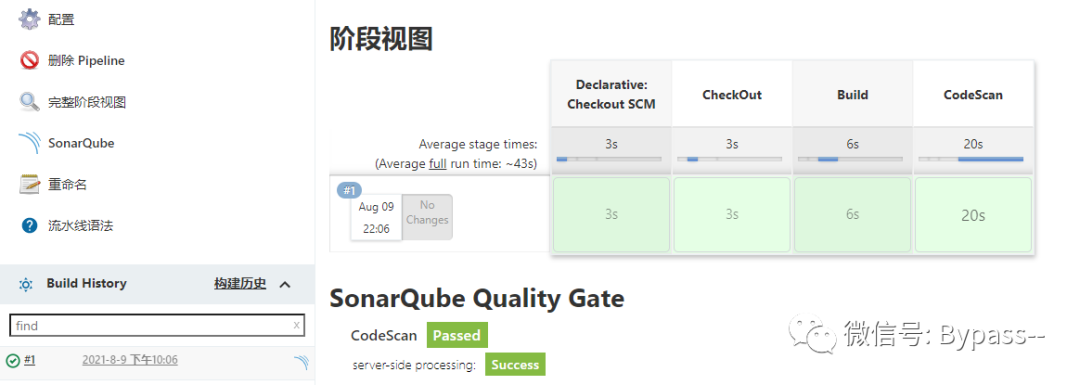 配置
删除 Pipeline
完整阶段视图
SonarQube
重命名
流水线语法
Build History 构建历史
find x
#1 2021-8-9 下午10:06
阶段视图
Declarative:
Checkout SCM
CheckOut
Build
CodeScan
Average stage times:
(Average full run time: ~43s)
3s
3s
6s
20s
#1
Aug 09
22:06
No
Changes
3s
3s
6s
20s
SonarQube Quality Gate
CodeScan Passed
server-side processing: Success
微信号: Bypass--